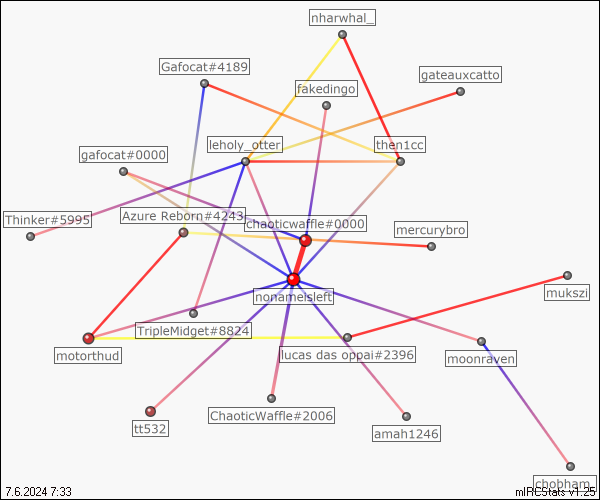 nharwhal_
Gafocat#4189
gateauxcatto
fakedingo
leholy_otter
then1cc
gafocat#0000
Thinker#5995
Azure Reborn#4243
chaoticwaffle#0000
mercurybro
nonameisleft
mukszi
TripleMidget#8824
motorthud
lucas das oppai#2396
moonraven
tt532
ChaoticWaffle#2006
amah1246
chobham_
7.6.2024 7:33
mIRCStats v1.25